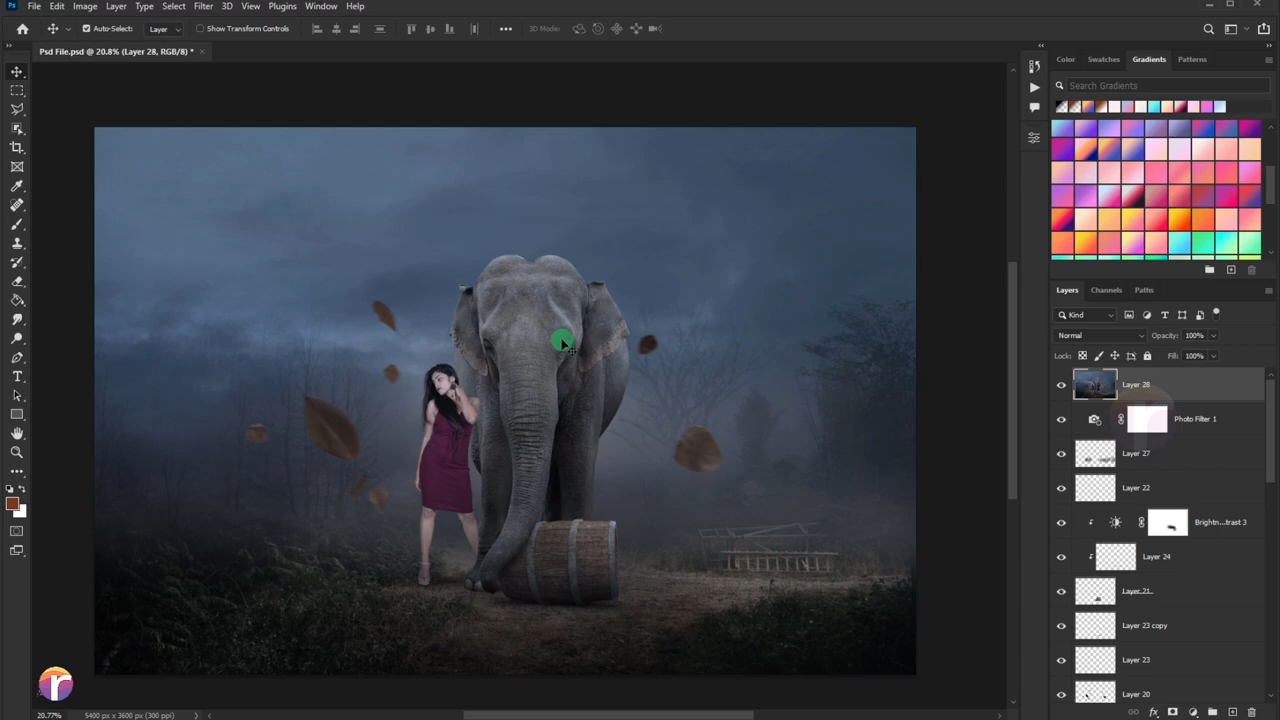 Ps File Edit Image Layer Type Select Filter 3D View Plugins Window Help
Auto-Select: Layer Show Transform Controls 3D Mode:
Psd File.psd @ 20.8% (Layer 28, RGB/8) *
Color Swatches Gradients Patterns
Search Gradients
Layers Channels Paths
Kind
Normal Opacity: 100%
Lock: Fill: 100%
Layer 28
Photo Filter 1
Layer 27
Layer 22
Brightn...trast 3
Layer 24
Layer 21
Layer 23 copy
Layer 23
Layer 20
r
20.77% 5400 px x 3600 px (300 ppi)